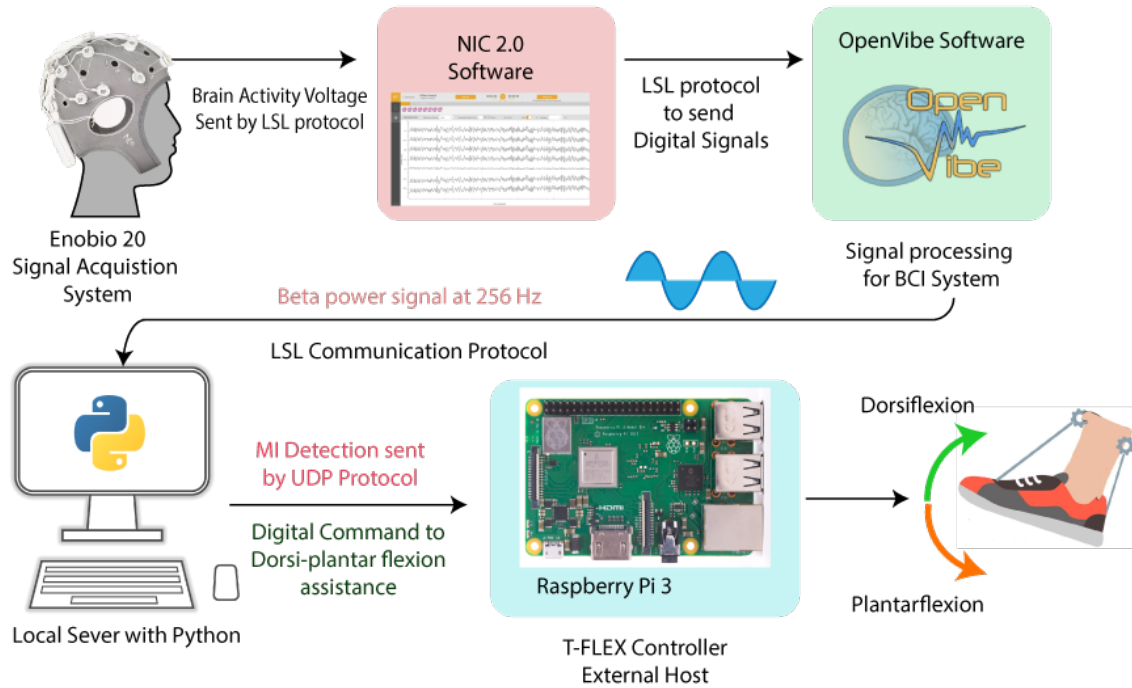 NIC 2.0
Software
OpenVibe Software
Brain Activity Voltage
Sent by LSL protocol
LSL protocol
to send
Digital Signals
Open
Vibe
Enobio 20
Signal Acquistion
System
Signal processing
for BCI System
Beta power signal at 256 Hz
LSL Communication Protocol
MI Detection sent
by UDP Protocol
Digital Command to
Dorsi-plantar flexion
assistance
Local Sever with Python
HDMI
Raspberry Pi 3
T-FLEX Controller
External Host
Dorsiflexion
Plantarflexion